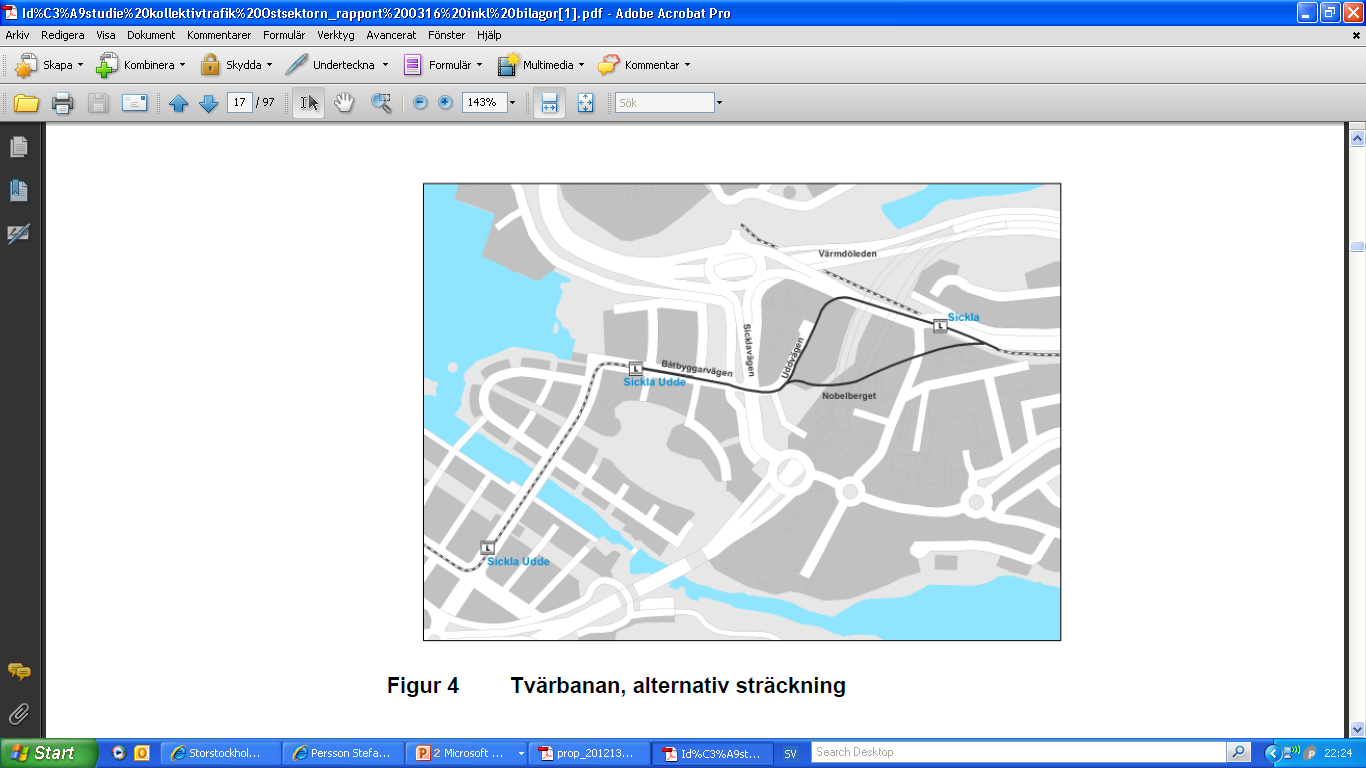 Id%C3%A9studie%20kollektivtrafik%20Ostsektorn_rapport%200316%20inkl%20bilagor[1].pdf - Adobe Acrobat Pro
Arkiv Redigera Visa Dokument Kommentarer Formulär Verktyg Avancerat Fönster Hjälp
Skapa Kombinera Skydda Underteckna Formulär Multimedia Kommentar
17 / 97 143% Sök
Värmdöleden
Sickla
Sicklavägen
Uddvägen
Båtbyggarvägen
Sickla Udde
Nobelberget
Sickla Udde
Figur 4 Tvärbanan, alternativ sträckning
Start Storstockhol... Persson Stefa... 2 Microsoft ... prop_201213... Id%C3%A9st... SV Search Desktop 22:24